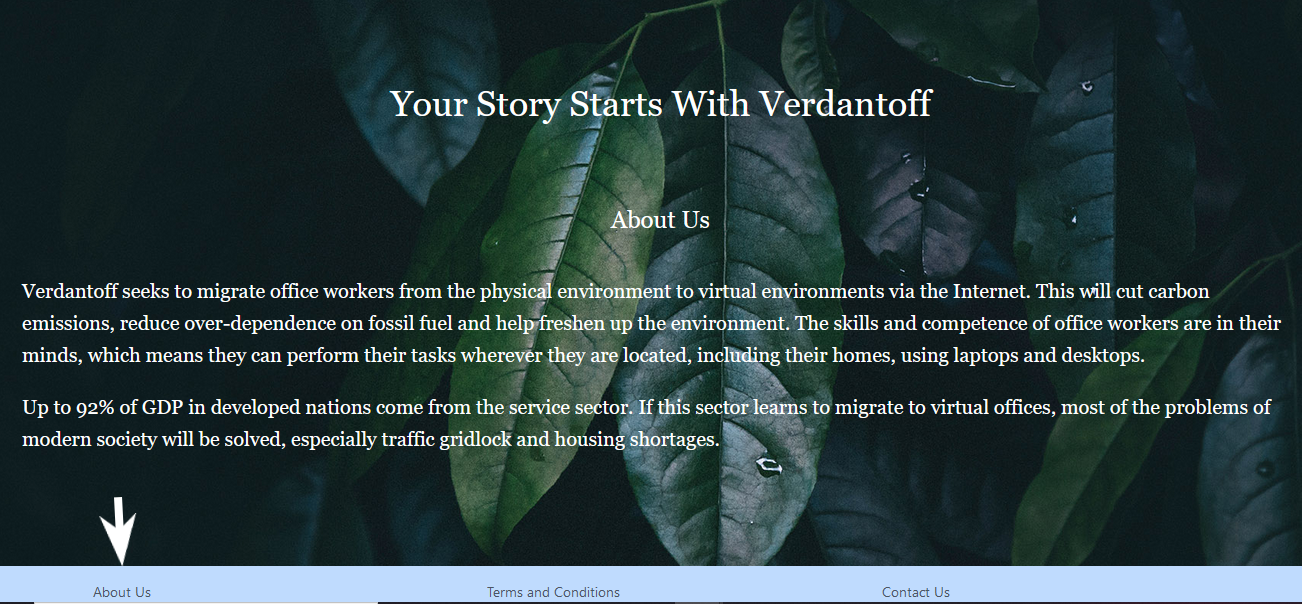 Your Story Starts With Verdantoff
About Us
Verdantoff seeks to migrate office workers from the physical environment to virtual environments via the Internet. This will cut carbon
emissions, reduce over-dependence on fossil fuel and help freshen up the environment. The skills and competence of office workers are in their
minds, which means they can perform their tasks wherever they are located, including their homes, using laptops and desktops.
Up to 92% of GDP in developed nations come from the service sector. If this sector learns to migrate to virtual offices, most of the problems of
modern society will be solved, especially traffic gridlock and housing shortages.
About Us Terms and Conditions Contact Us